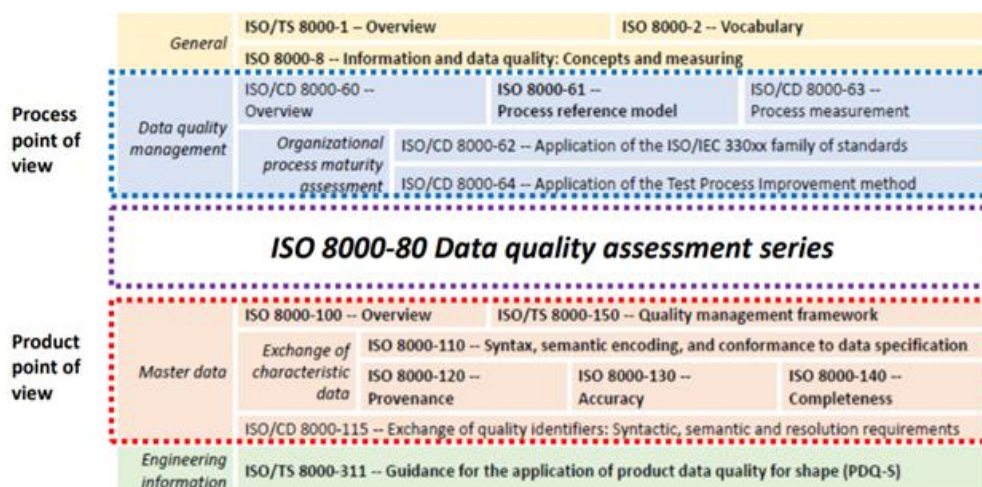 General
ISO/TS 8000-1 -- Overview
ISO 8000-2 -- Vocabulary
ISO 8000-8 -- Information and data quality: Concepts and measuring
Process
point of
view
Data quality
management
ISO/CD 8000-60 --
Overview
ISO 8000-61 --
Process reference model
ISO/CD 8000-63 --
Process measurement
Organizational
process maturity
assessment
ISO/CD 8000-62 -- Application of the ISO/IEC 330xx family of standards
ISO/CD 8000-64 -- Application of the Test Process Improvement method
ISO 8000-80 Data quality assessment series
Product
point of
view
Master data
ISO 8000-100 -- Overview
ISO/TS 8000-150 -- Quality management framework
Exchange of
characteristic
data
ISO 8000-110 -- Syntax, semantic encoding, and conformance to data specification
ISO 8000-120 --
Provenance
ISO 8000-130 --
Accuracy
ISO 8000-140 --
Completeness
ISO/CD 8000-115 -- Exchange of quality identifiers: Syntactic, semantic and resolution requirements
Engineering
information
ISO/TS 8000-311 -- Guidance for the application of product data quality for shape (PDQ-S)